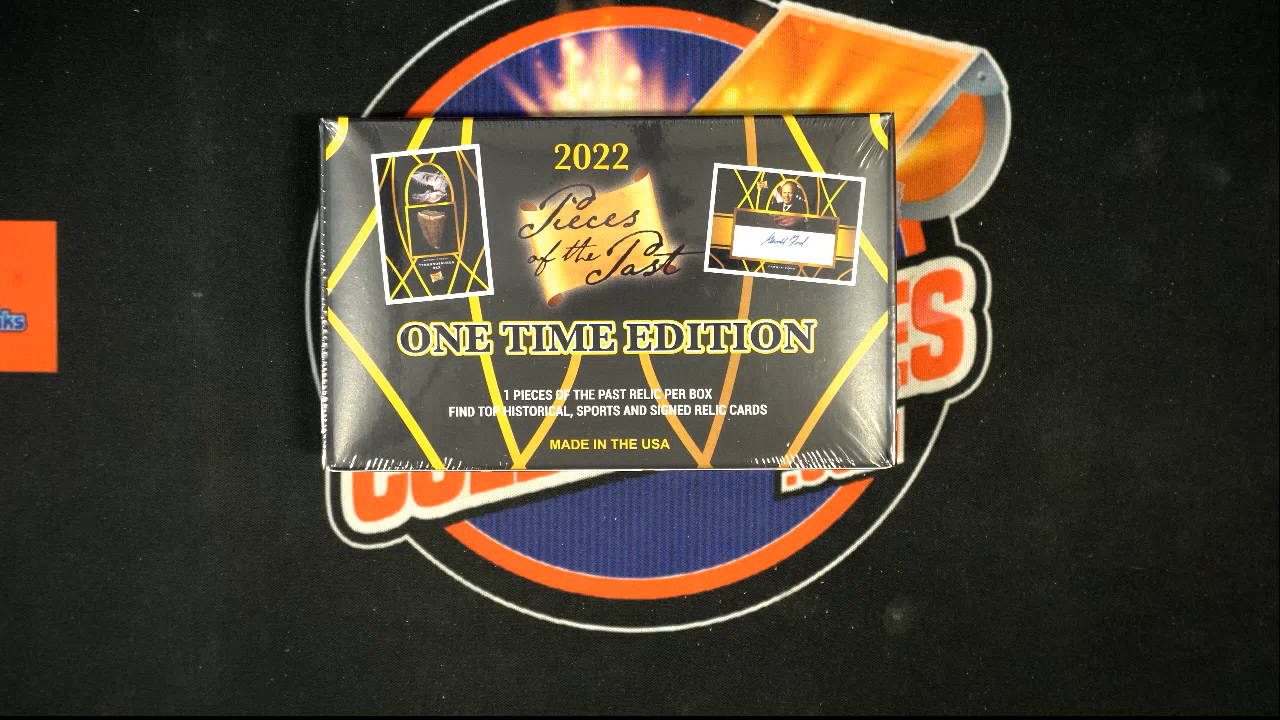 2022
Pieces
of the Past
ONE TIME EDITION
1 PIECES OF THE PAST RELIC PER BOX
FIND TOP HISTORICAL, SPORTS AND SIGNED RELIC CARDS
MADE IN THE USA